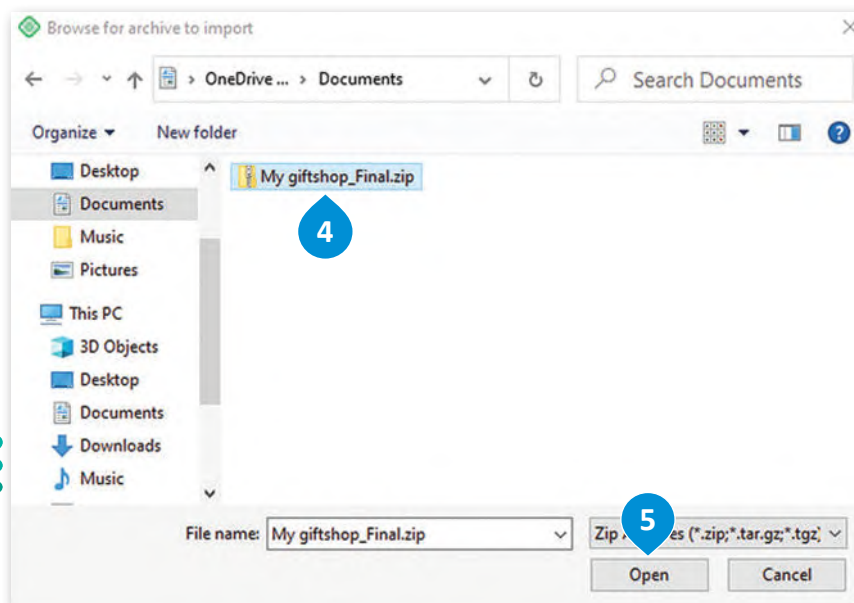 Browse for archive to import
OneDrive ... > Documents
Search Documents
Organize
New folder
Desktop
Documents
Music
Pictures
This PC
3D Objects
Desktop
Documents
Downloads
Music
My giftshop_Final.zip
4
File name: My giftshop_Final.zip
5
Zip (*.zip;*.tar.gz;*.tgz)
Open
Cancel